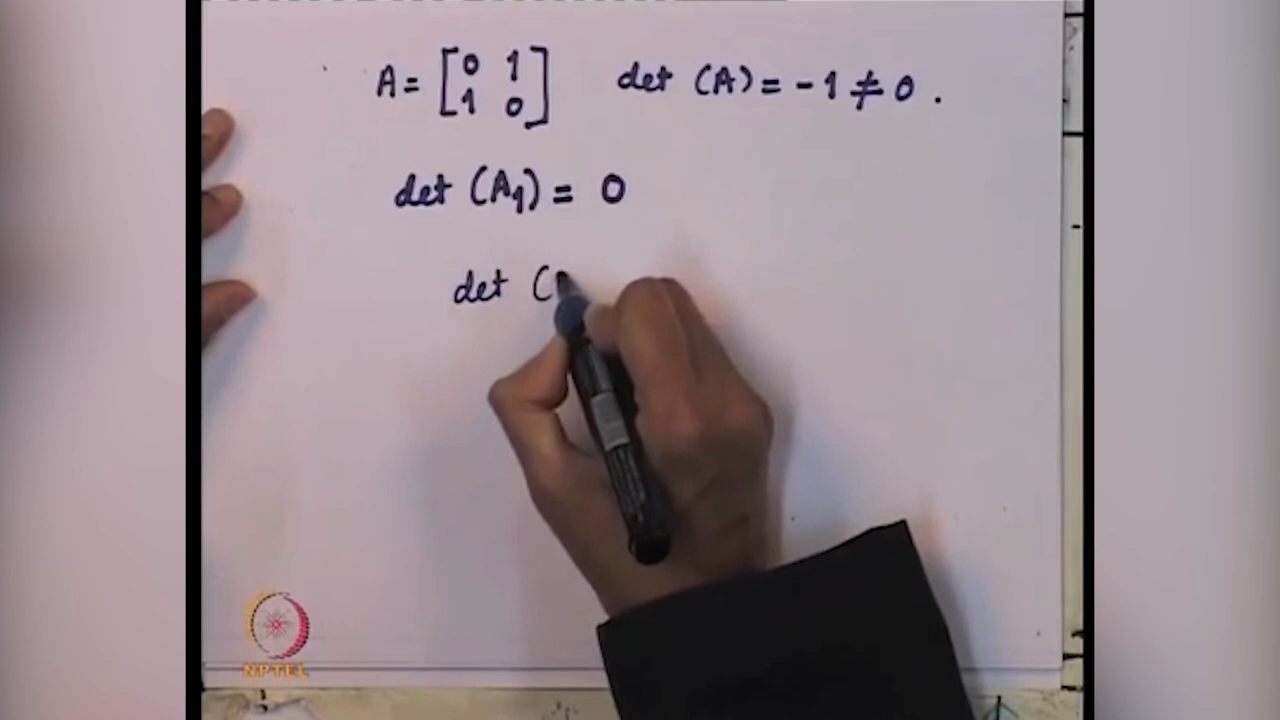 A = [0 1 1 0] det (A) = -1 ≠ 0 .
det (A1) = 0
det (
NPTEL